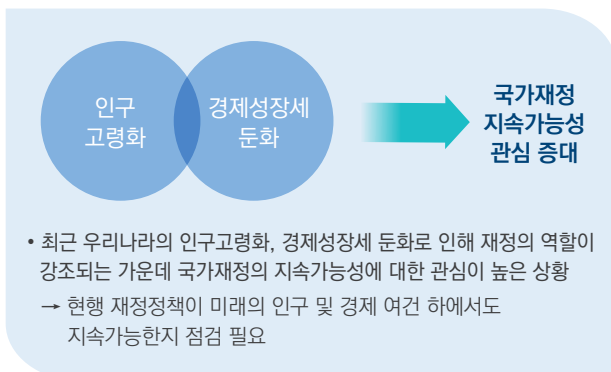 인구
고령화
경제성장세
둔화
국가재정
지속가능성
관심 증대
• 최근 우리나라의 인구고령화, 경제성장세 둔화로 인해 재정의 역할이
강조되는 가운데 국가재정의 지속가능성에 대한 관심이 높은 상황
→ 현행 재정정책이 미래의 인구 및 경제 여건 하에서도
지속가능한지 점검 필요